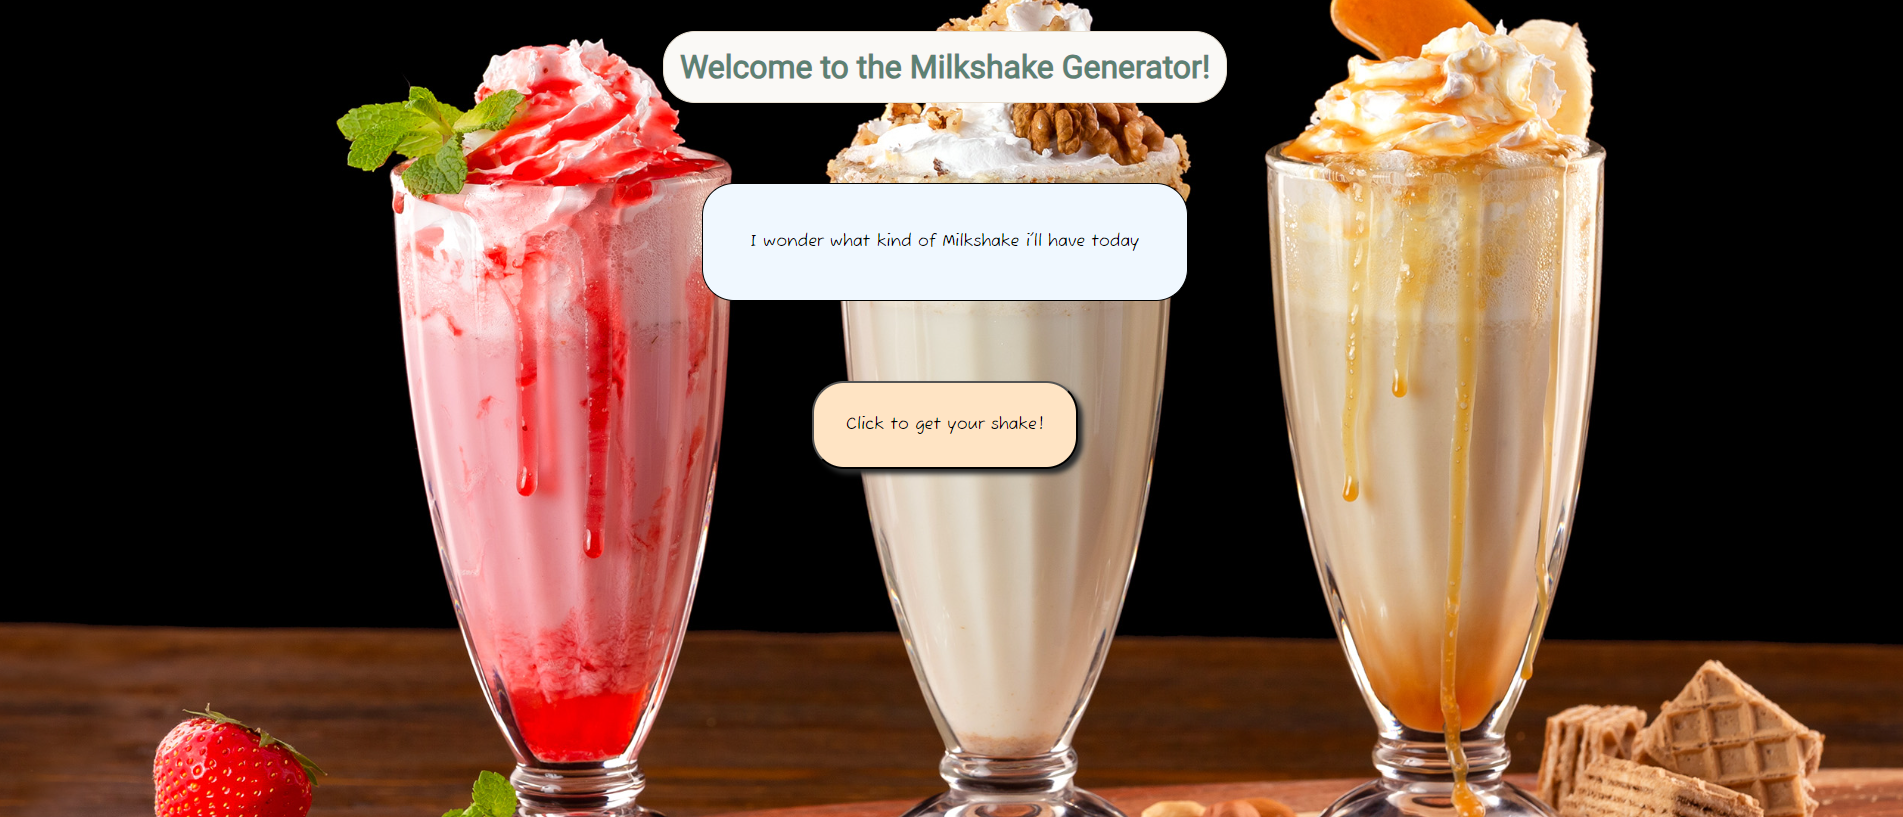 Welcome to the Milkshake Generator!
I wonder what kind of Milkshake i'll have today
Click to get your shake!